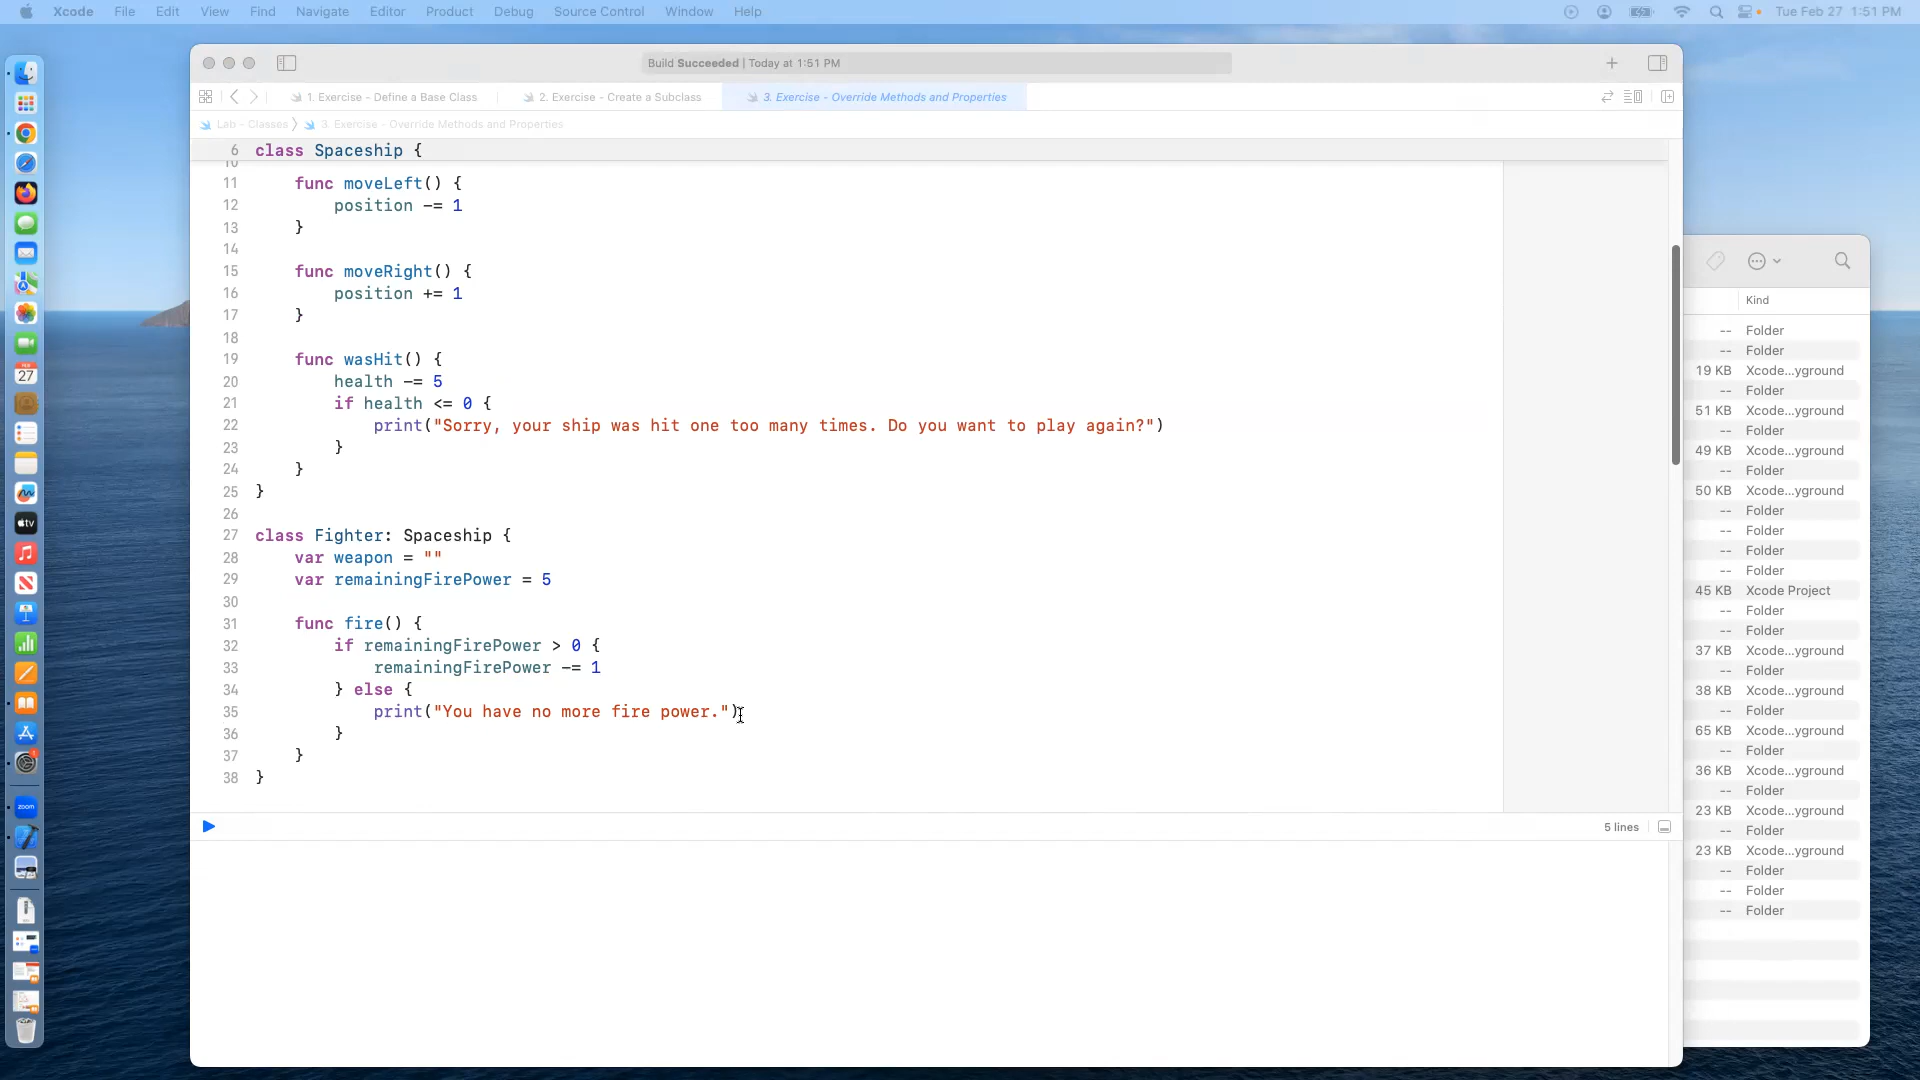 Xcode File Edit View Find Navigate Editor Product Debug Source Control Window Help Tue Feb 27 1:51 PM
Build Succeeded | Today at 1:51 PM
1. Exercise - Define a Base Class 2. Exercise - Create a Subclass 3. Exercise - Override Methods and Properties
Lab - Classes 3. Exercise - Override Methods and Properties
6 class Spaceship {
10
11 func moveLeft() {
12 position -= 1
13 }
14
15 func moveRight() {
16 position += 1
17 }
18
19 func wasHit() {
20 health -= 5
21 if health <= 0 {
22 print("Sorry, your ship was hit one too many times. Do you want to play again?")
23 }
24 }
25 }
26
27 class Fighter: Spaceship {
28 var weapon = ""
29 var remainingFirePower = 5
30
31 func fire() {
32 if remainingFirePower > 0 {
33 remainingFirePower -= 1
34 } else {
35 print("You have no more fire power.")
36 }
37 }
38 }
5 lines
Kind
-- Folder
-- Folder
19 KB Xcode...yground
-- Folder
51 KB Xcode...yground
-- Folder
49 KB Xcode...yground
-- Folder
50 KB Xcode...yground
-- Folder
-- Folder
-- Folder
-- Folder
45 KB Xcode Project
-- Folder
-- Folder
37 KB Xcode...yground
-- Folder
38 KB Xcode...yground
-- Folder
65 KB Xcode...yground
-- Folder
36 KB Xcode...yground
-- Folder
23 KB Xcode...yground
-- Folder
23 KB Xcode...yground
-- Folder
-- Folder
-- Folder
27
tv
zoom